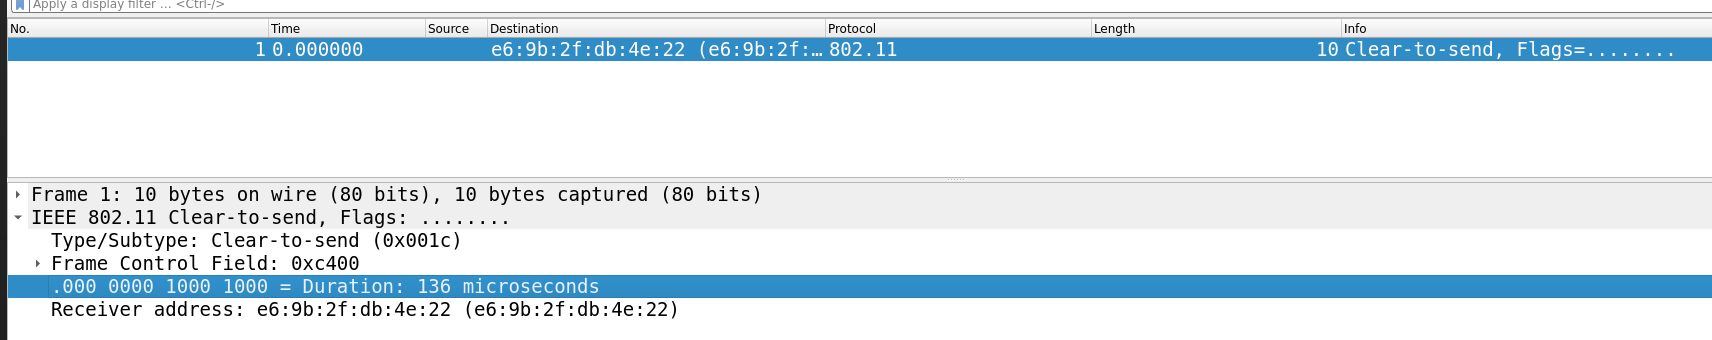 Apply a display filter … <Ctrl-/>
No. Time Source Destination Protocol Length Info
1 0.000000 e6:9b:2f:db:4e:22 (e6:9b:2f:… 802.11 10 Clear-to-send, Flags=........
Frame 1: 10 bytes on wire (80 bits), 10 bytes captured (80 bits)
IEEE 802.11 Clear-to-send, Flags: ........
Type/Subtype: Clear-to-send (0x001c)
Frame Control Field: 0xc400
.000 0000 1000 1000 = Duration: 136 microseconds
Receiver address: e6:9b:2f:db:4e:22 (e6:9b:2f:db:4e:22)